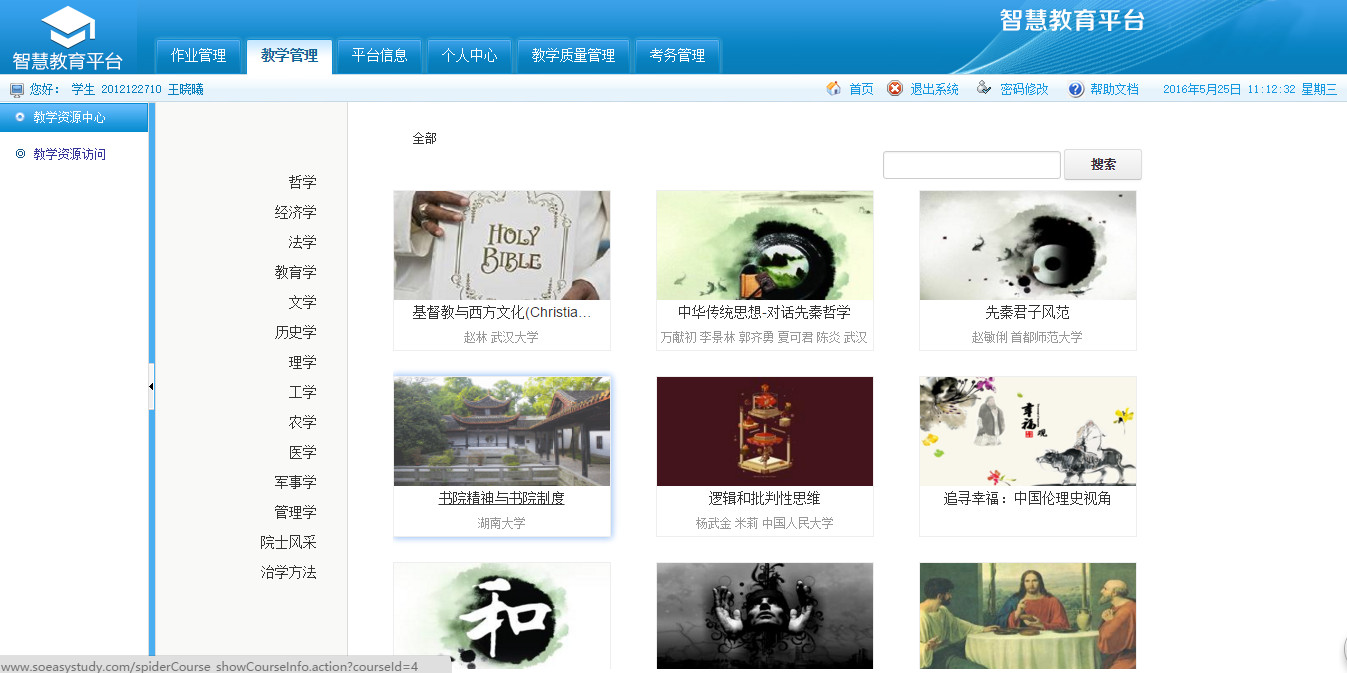 智慧教育平台
智慧教育平台
作业管理 教学管理 平台信息 个人中心 教学质量管理 考务管理
您好： 学生 2012122710 王晓曦
首页 退出系统 密码修改 帮助文档 2016年5月25日 11:12:32 星期三
教学资源中心
教学资源访问
哲学
经济学
法学
教育学
文学
历史学
理学
工学
农学
医学
军事学
管理学
院士风采
治学方法
全部
搜索
HOLY
BIBLE
基督教与西方文化(Christia...
赵林 武汉大学
中华传统思想-对话先秦哲学
万献初 李景林 郭齐勇 夏可君 陈炎 武汉
先秦君子风范
赵敏俐 首都师范大学
书院精神与书院制度
湖南大学
逻辑和批判性思维
杨武金 米莉 中国人民大学
幸福观
追寻幸福：中国伦理史视角
和
www.soeasystudy.com/spiderCourse_showCourseInfo.action?courseId=4